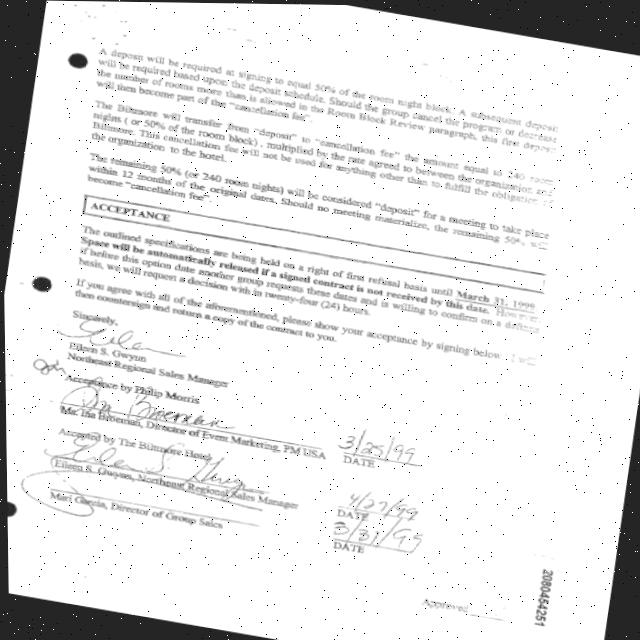 A deposit will be required at signing to equal 50% of the room night block. A subsequent deposit
will be required based upon the deposit schedule. Should the group cancel the program or decrease
the number of rooms more than is allowed in the Room Block Review paragraph, this first deposit
will then become part of the "cancellation fee".
The Biltmore will transfer from "deposit" to "cancellation fee" the amount equal to 240 room
nights ( or 50% of the room block) , multiplied by the rate agreed to between the organization and
Biltmore. This cancellation fee will not be used for anything other than to fulfill the obligation of
the organization to the hotel.
The remaining 50% (or 240 room nights) will be considered "deposit" for a meeting to take place
within 12 months of the original dates. Should no meeting materialize, the remaining 50% will
become "cancellation fee".
ACCEPTANCE
The outlined specifications are being held on a right of first refusal basis until March 31, 1999.
Space will be automatically released if a signed contract is not received by this date. However
if before this option date another group requests these dates and is willing to confirm on a definite
basis, we will request a decision with in twenty-four (24) hours.
If you agree with all of the aforementioned, please show your acceptance by signing below. I will
then countersign and return a copy of the contract to you.
Sincerely,
Eileen
Eileen S. Gwynn
Northeast Regional Sales Manager
Acceptance by Philip Morris
Ina Broeman
Ms. Ina Broeman, Director of Event Marketing, PM USA
3/25/99
DATE
Accepted by The Biltmore Hotel
Eileen S. Gwynn
Eileen S. Gwynn, Northeast Regional Sales Manager
4/27/99
DATE
Mari Garcia, Director of Group Sales
3/31/99
DATE
Approved
2080454251